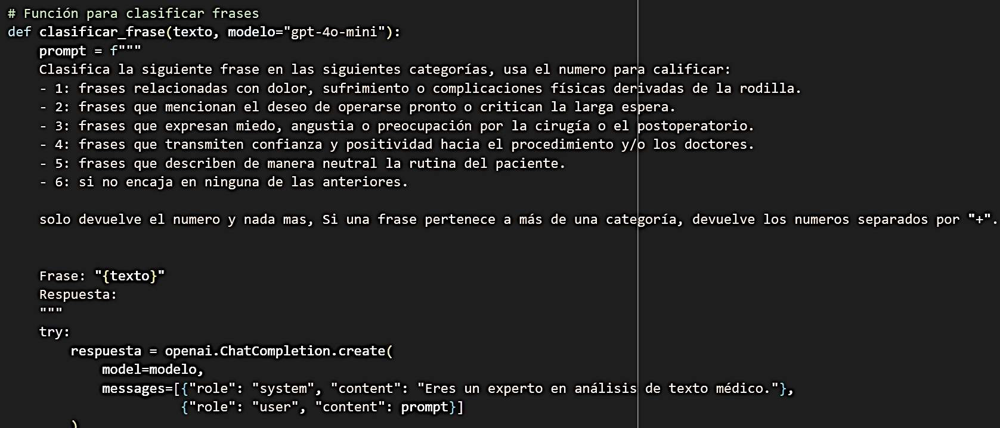 # Función para clasificar frases
def clasificar_frase(texto, modelo="gpt-4o-mini"):
    prompt = f"""
    Clasifica la siguiente frase en las siguientes categorías, usa el numero para calificar:
    - 1: frases relacionadas con dolor, sufrimiento o complicaciones físicas derivadas de la rodilla.
    - 2: frases que mencionan el deseo de operarse pronto o critican la larga espera.
    - 3: frases que expresan miedo, angustia o preocupación por la cirugía o el postoperatorio.
    - 4: frases que transmiten confianza y positividad hacia el procedimiento y/o los doctores.
    - 5: frases que describen de manera neutral la rutina del paciente.
    - 6: si no encaja en ninguna de las anteriores.
    solo devuelve el numero y nada mas, Si una frase pertenece a más de una categoría, devuelve los numeros separados por "+".
    Frase: "{texto}"
    Respuesta:
    """
    try:
        respuesta = openai.ChatCompletion.create(
            model=modelo,
            messages=[{"role": "system", "content": "Eres un experto en análisis de texto médico."},
                      {"role": "user", "content": prompt}]
        )